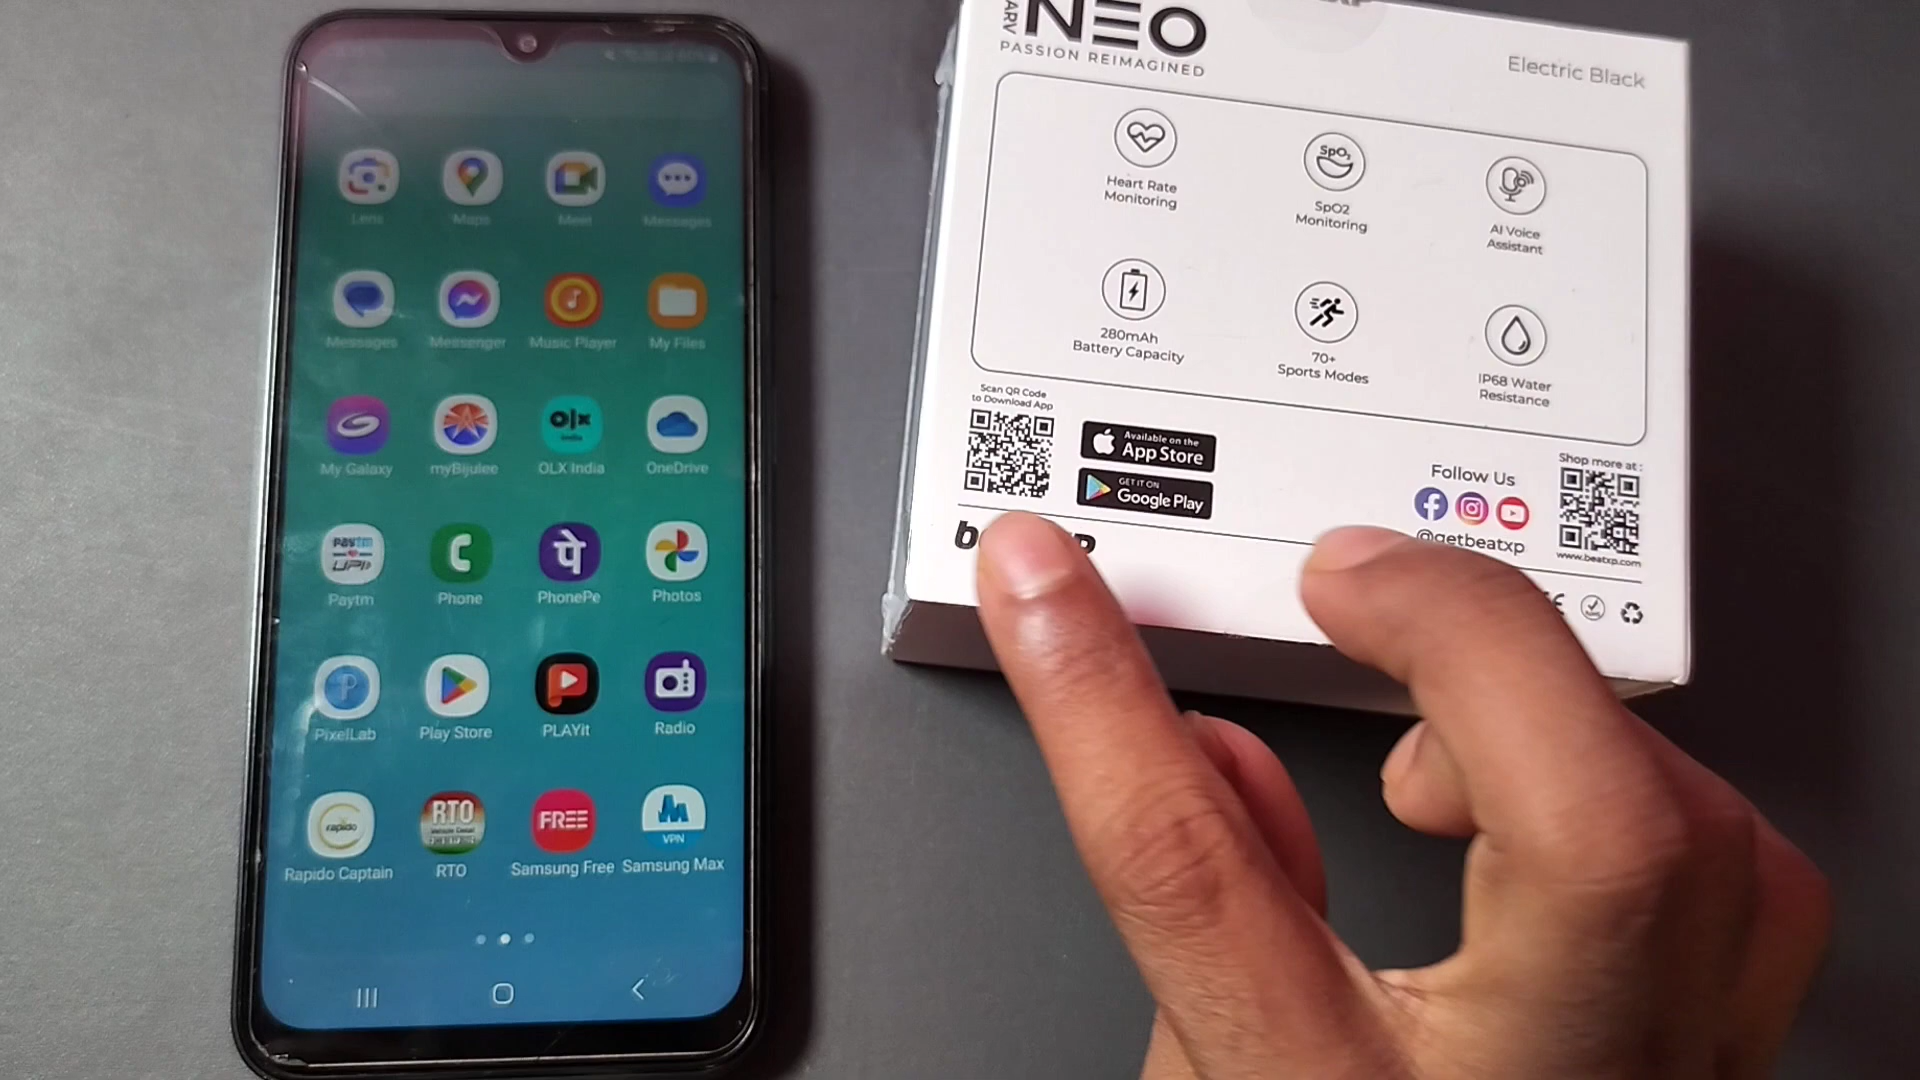 Lens Maps Meet Messages
Messages Messenger Music Player My Files
My Galaxy myBijulee OLX India OneDrive
paytm
UPI
Paytm Phone PhonePe Photos
PixelLab Play Store PLAYit Radio
rapido
RTO
FREE
VPN
Rapido Captain RTO Samsung Free Samsung Max
NEO
PASSION REIMAGINED
Electric Black
Heart Rate
Monitoring
SpO₂
SpO2
Monitoring
AI Voice
Assistant
280mAh
Battery Capacity
70+
Sports Modes
IP68 Water
Resistance
Scan QR Code
to Download App
Available on the
App Store
GET IT ON
Google Play
Follow Us
@getbeatxp
Shop more at :
www.beatxp.com